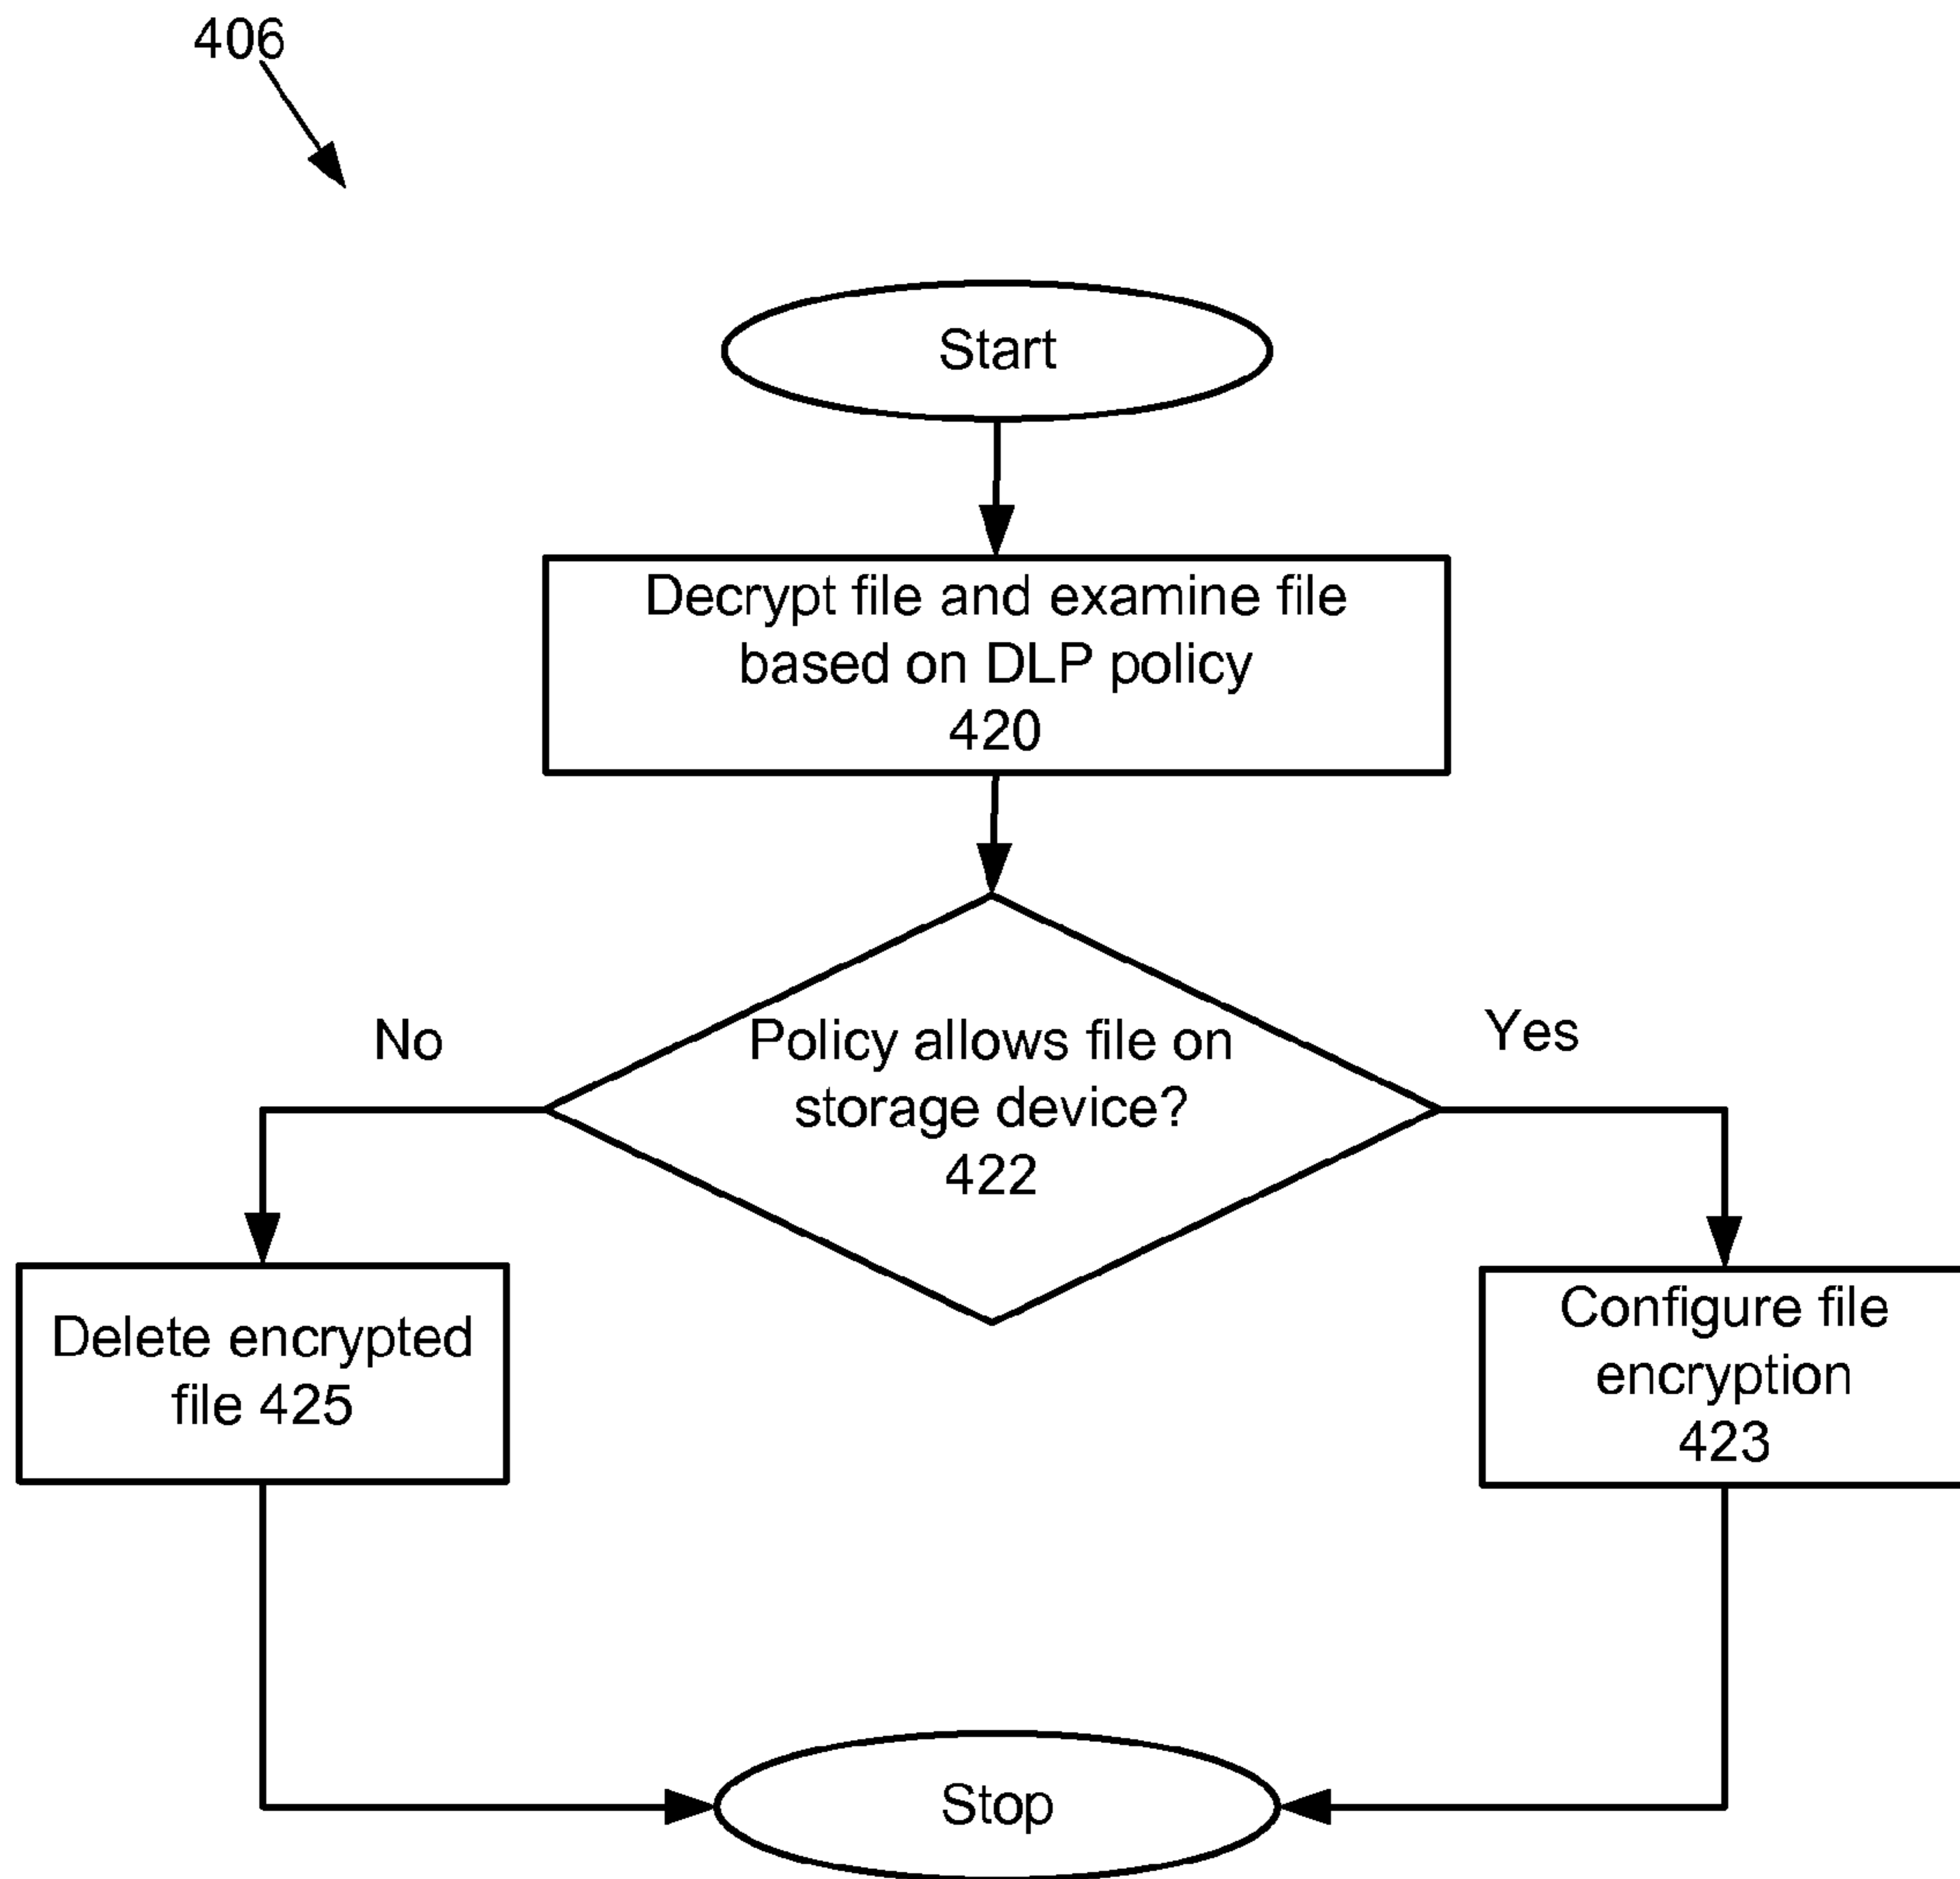 406
Start
Decrypt file and examine file
based on DLP policy
420
No
Yes
Policy allows file on
storage device?
422
Delete encrypted
file 425
Configure file
encryption
423
Stop